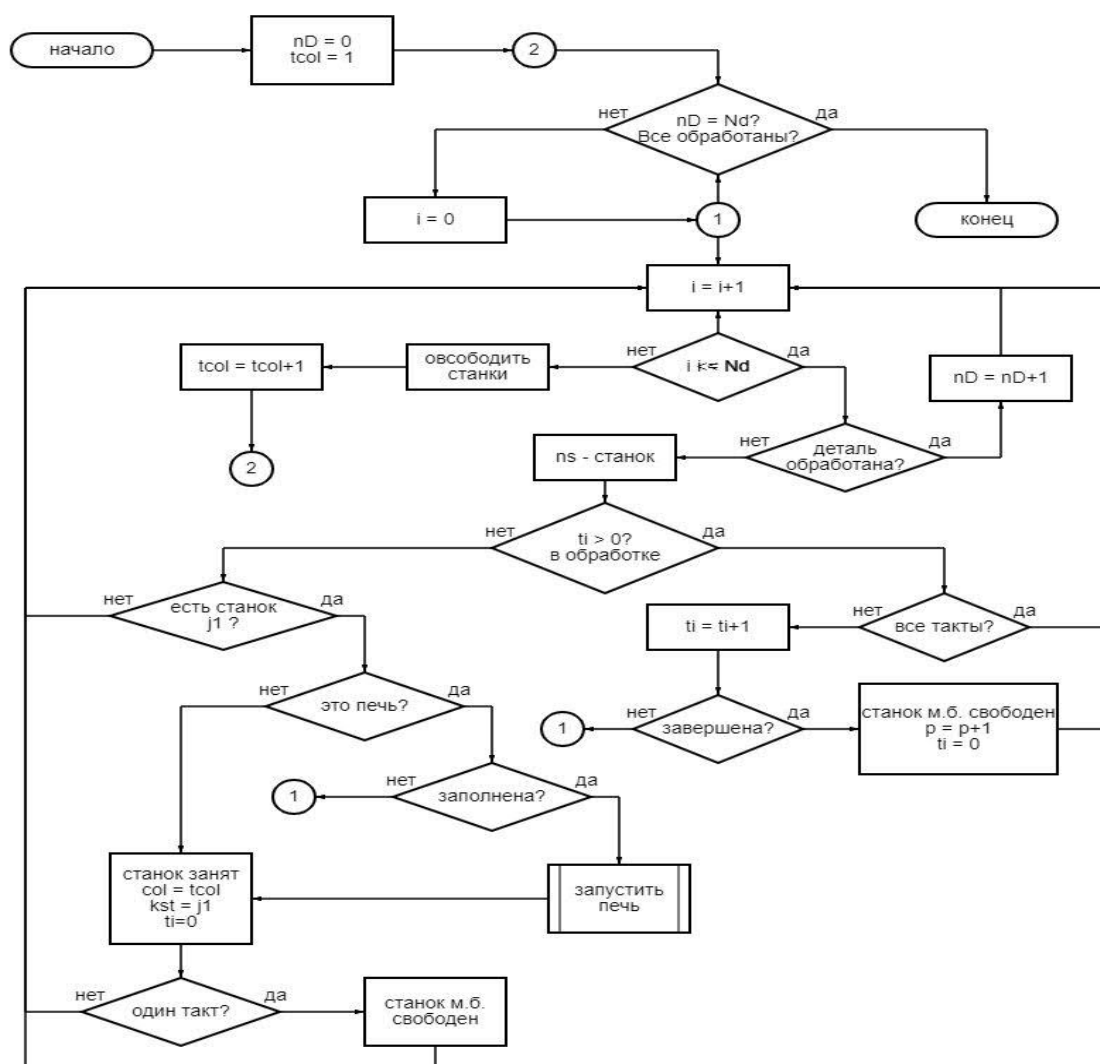 начало
nD = 0
tcol = 1
2
нет
nD = Nd?
Все обработаны?
да
i = 0
1
конец
i = i+1
tcol = tcol+1
овсободить
станки
нет
да
nD = nD+1
2
ns - станок
нет
деталь
обработана?
да
нет
ti > 0?
в обработке
да
нет
есть станок
j1 ?
да
ti = ti+1
нет
все такты?
да
нет
это печь?
да
1
нет
завершена?
да
станок м.б. свободен
p = p+1
ti = 0
1
нет
заполнена?
да
станок занят
col = tcol
kst = j1
ti=0
запустить
печь
нет
один такт?
да
станок м.б.
свободен